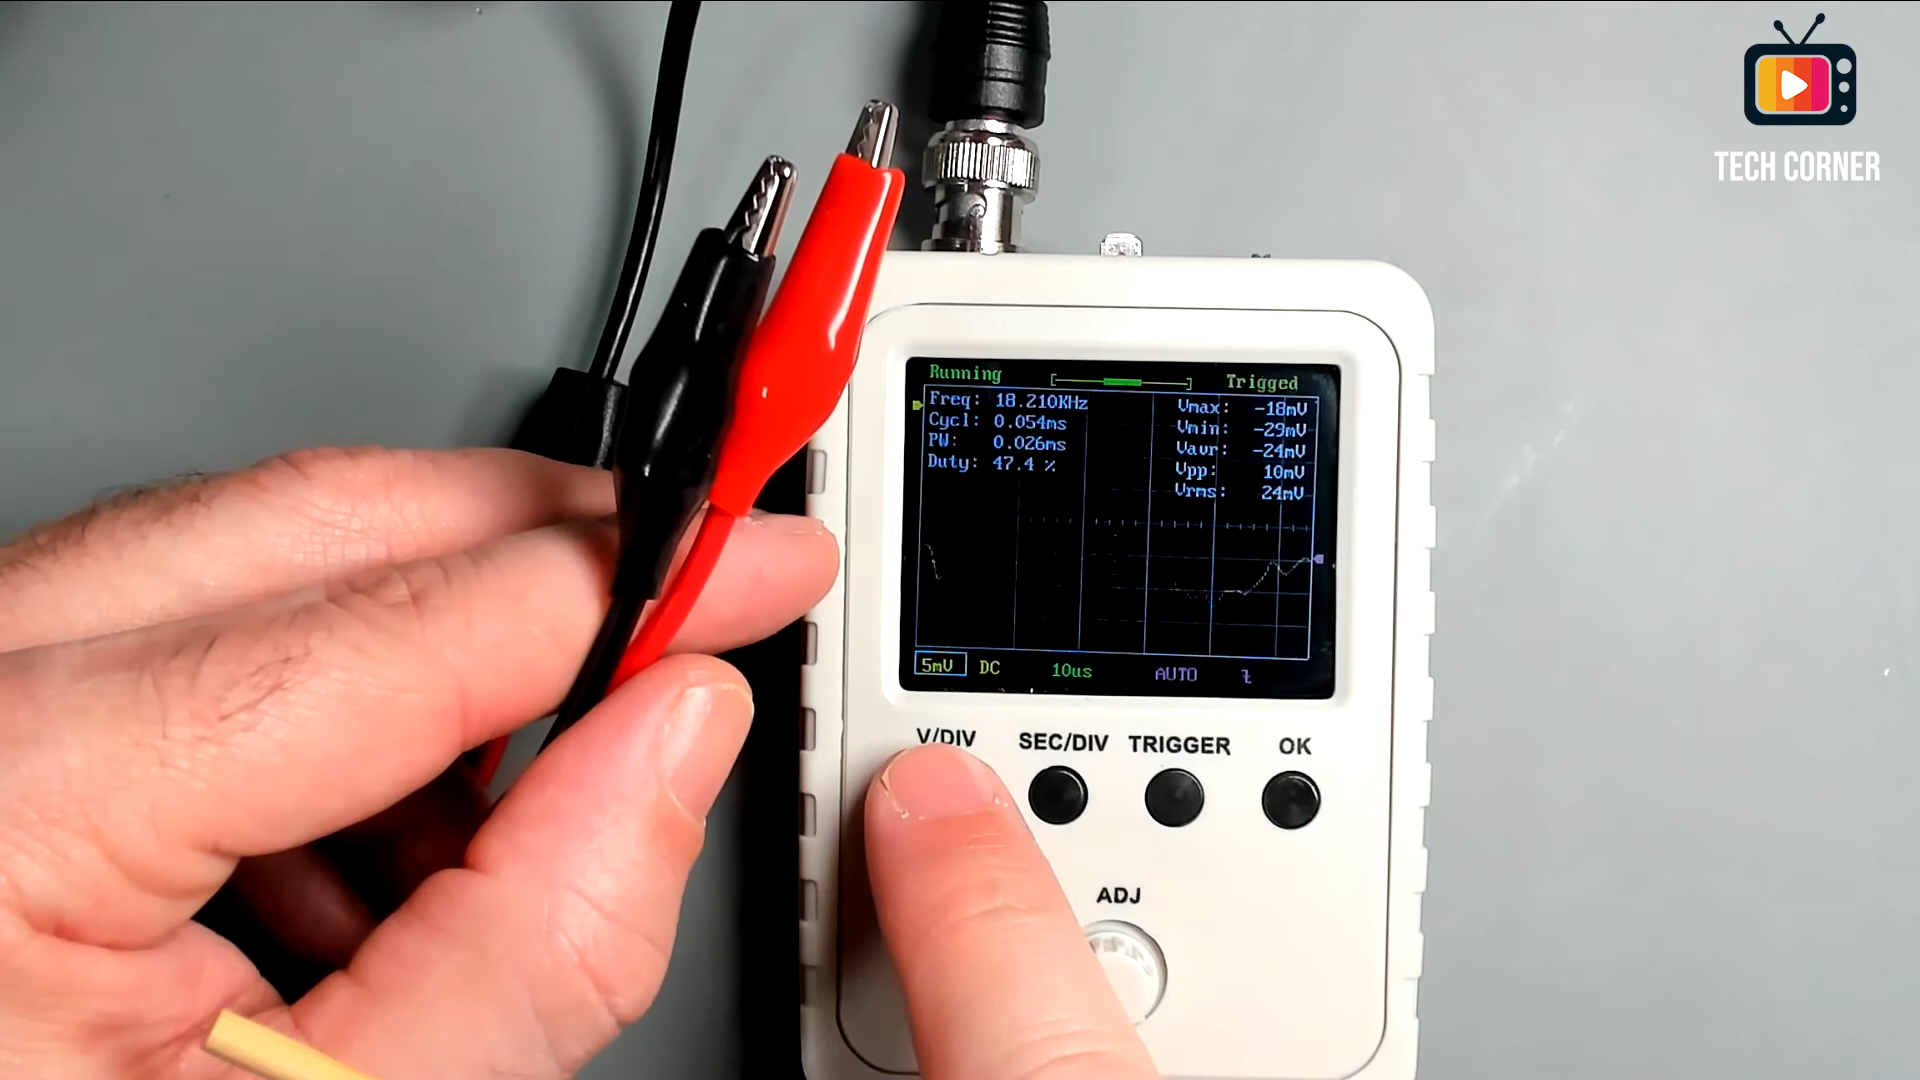 TECH CORNER
Running
Trigged
Freq: 18.210KHz
Cycl: 0.054ms
PW: 0.026ms
Duty: 47.4 %
Vmax: -18mV
Vmin: -29mV
Vavr: -24mV
Vpp: 10mV
Vrms: 24mV
5mV DC 10us AUTO
V/DIV SEC/DIV TRIGGER OK
ADJ